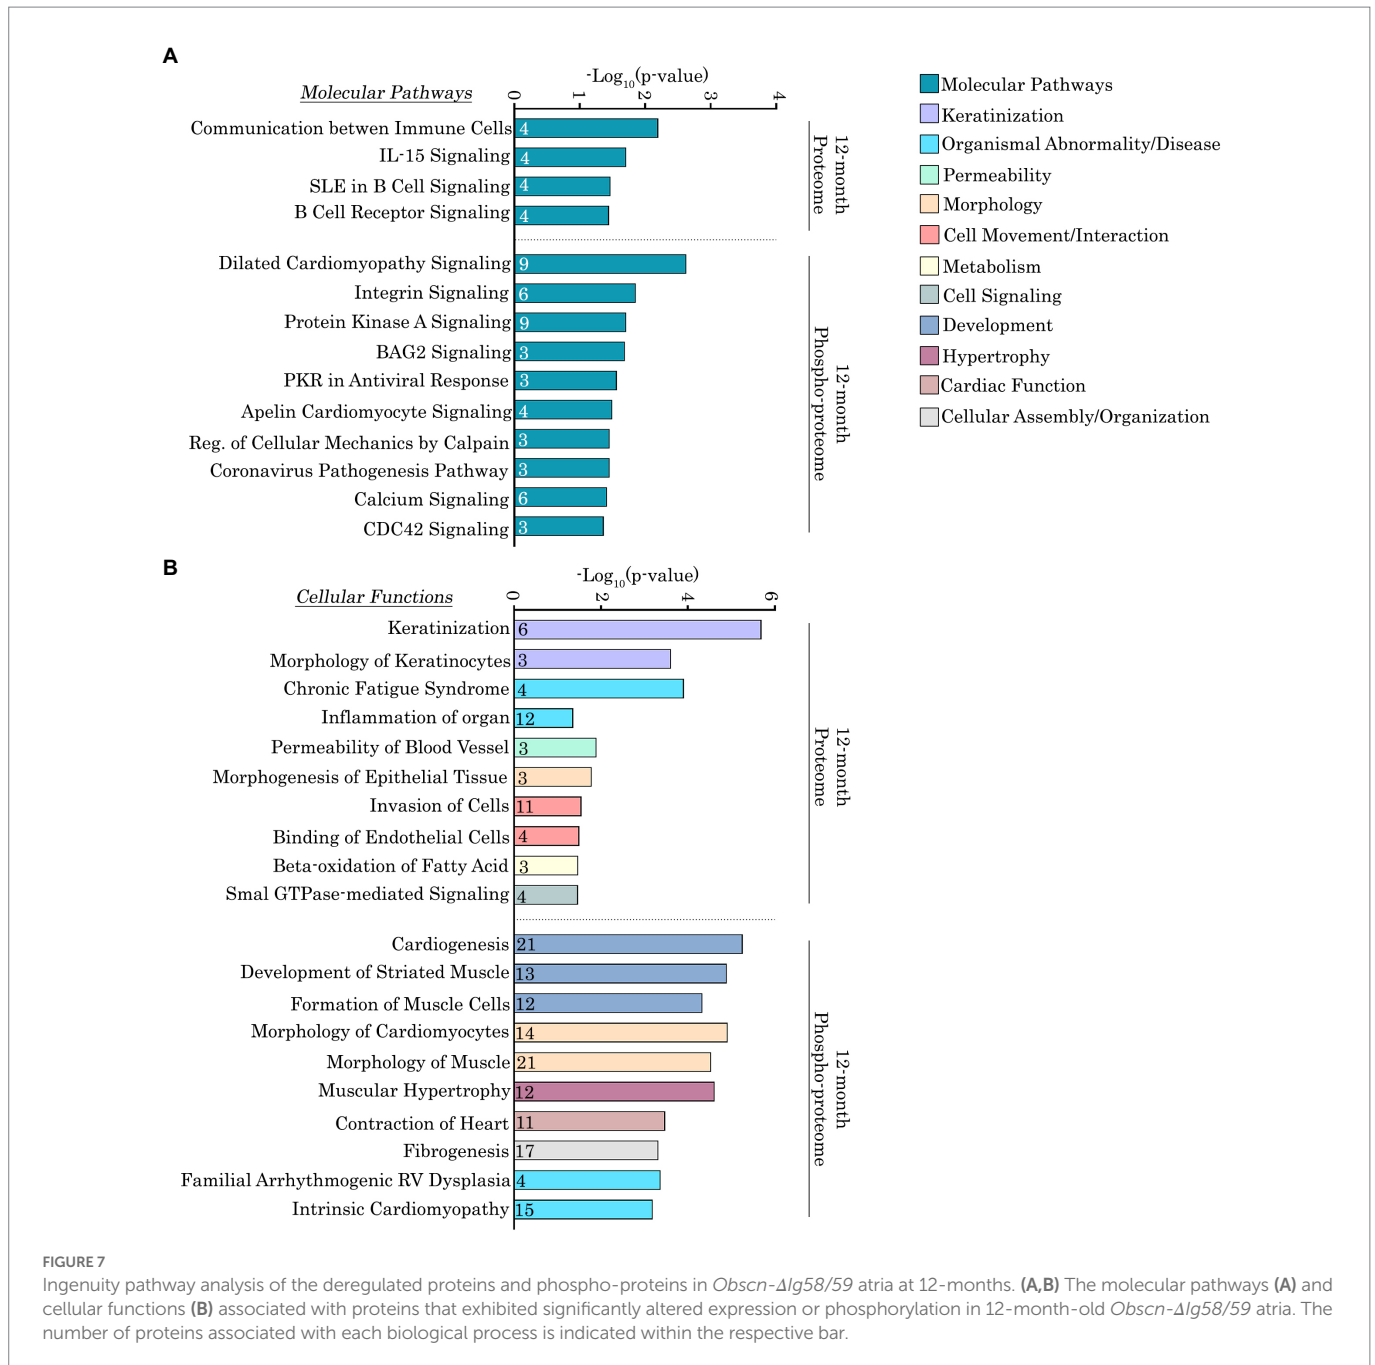 A
-Log10(p-value)
Molecular Pathways
0 1 2 3 4
Communication betwen Immune Cells 4
IL-15 Signaling 4
SLE in B Cell Signaling 4
B Cell Receptor Signaling 4
12-month
Proteome
Dilated Cardiomyopathy Signaling 9
Integrin Signaling 6
Protein Kinase A Signaling 9
BAG2 Signaling 3
PKR in Antiviral Response 3
Apelin Cardiomyocyte Signaling 4
Reg. of Cellular Mechanics by Calpain 3
Coronavirus Pathogenesis Pathway 3
Calcium Signaling 6
CDC42 Signaling 3
12-month
Phospho-proteome
Molecular Pathways
Keratinization
Organismal Abnormality/Disease
Permeability
Morphology
Cell Movement/Interaction
Metabolism
Cell Signaling
Development
Hypertrophy
Cardiac Function
Cellular Assembly/Organization
B
-Log10(p-value)
Cellular Functions
0 2 4 6
Keratinization 6
Morphology of Keratinocytes 3
Chronic Fatigue Syndrome 4
Inflammation of organ 12
Permeability of Blood Vessel 3
Morphogenesis of Epithelial Tissue 3
Invasion of Cells 11
Binding of Endothelial Cells 4
Beta-oxidation of Fatty Acid 3
Smal GTPase-mediated Signaling 4
12-month
Proteome
Cardiogenesis 21
Development of Striated Muscle 13
Formation of Muscle Cells 12
Morphology of Cardiomyocytes 14
Morphology of Muscle 21
Muscular Hypertrophy 12
Contraction of Heart 11
Fibrogenesis 17
Familial Arrhythmogenic RV Dysplasia 4
Intrinsic Cardiomyopathy 15
12-month
Phospho-proteome
FIGURE 7
Ingenuity pathway analysis of the deregulated proteins and phospho-proteins in Obscn-ΔIg58/59 atria at 12-months. (A,B) The molecular pathways (A) and
cellular functions (B) associated with proteins that exhibited significantly altered expression or phosphorylation in 12-month-old Obscn-ΔIg58/59 atria. The
number of proteins associated with each biological process is indicated within the respective bar.